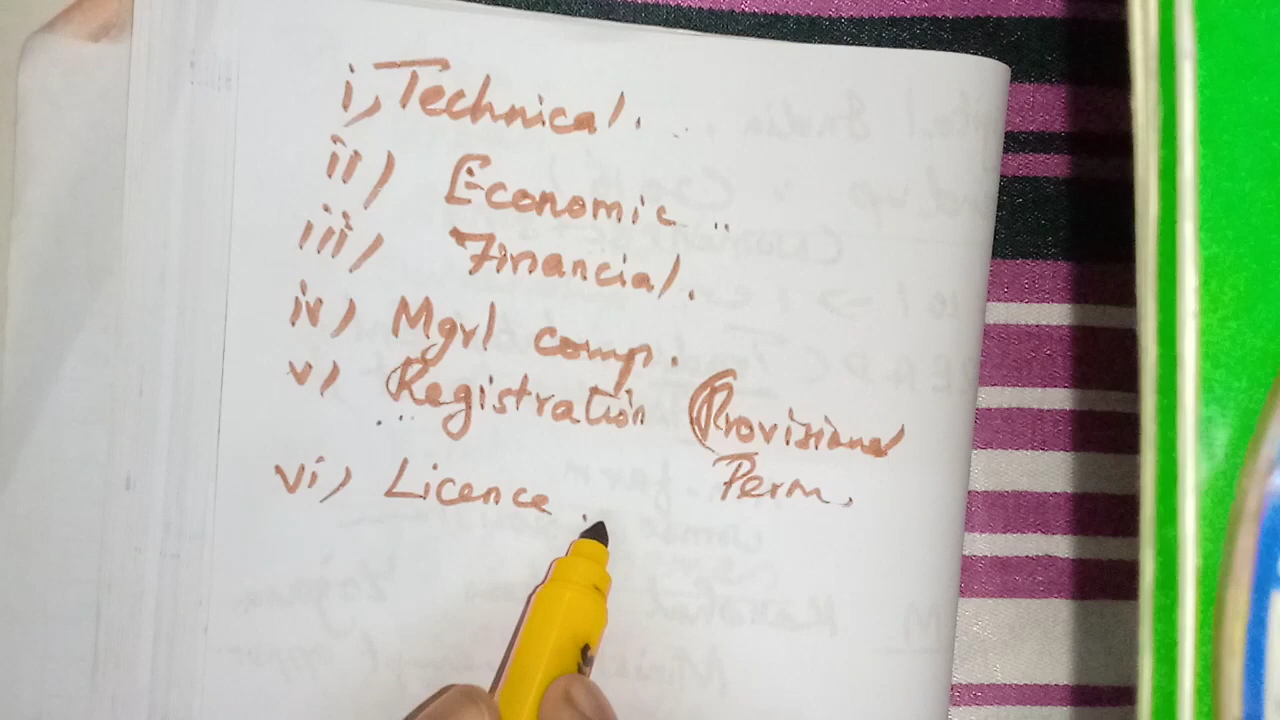 i) Technical.
ii) Economic ..
iii) Financial.
iv) Mgrl comp.
v) Registration (Provisional
Perm.
vi) Licence.